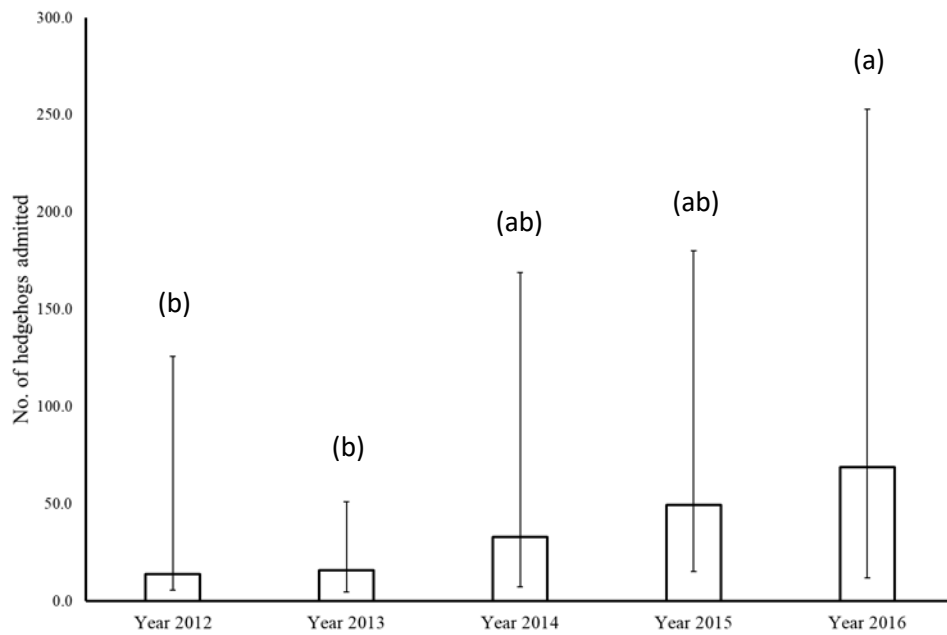 300.0
(a)
250.0
(ab)
(ab)
200.0
(b)
150.0
No. of hedgehogs admitted
100.0
(b)
50.0
0.0
Year 2012 Year 2013 Year 2014 Year 2015 Year 2016